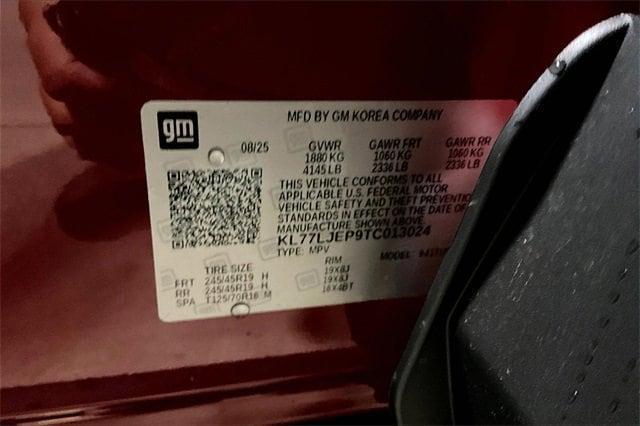 gm
MFD BY GM KOREA COMPANY
08/25 GVWR GAWR FRT GAWR RR
1880 KG 1060 KG 1060 KG
4145 LB 2336 LB 2336 LB
THIS VEHICLE CONFORMS TO ALL
APPLICABLE U.S. FEDERAL MOTOR
VEHICLE SAFETY AND THEFT PREVENTION
STANDARDS IN EFFECT ON THE DATE OF
MANUFACTURE SHOWN ABOVE.
KL77LJEP9TC013024
TYPE: MPV MODEL:
TIRE SIZE RIM
FRT 245/45R19 H 19X8J
RR 245/45R19 H 19X8J
SPA T125/70R16 M 16X4BT